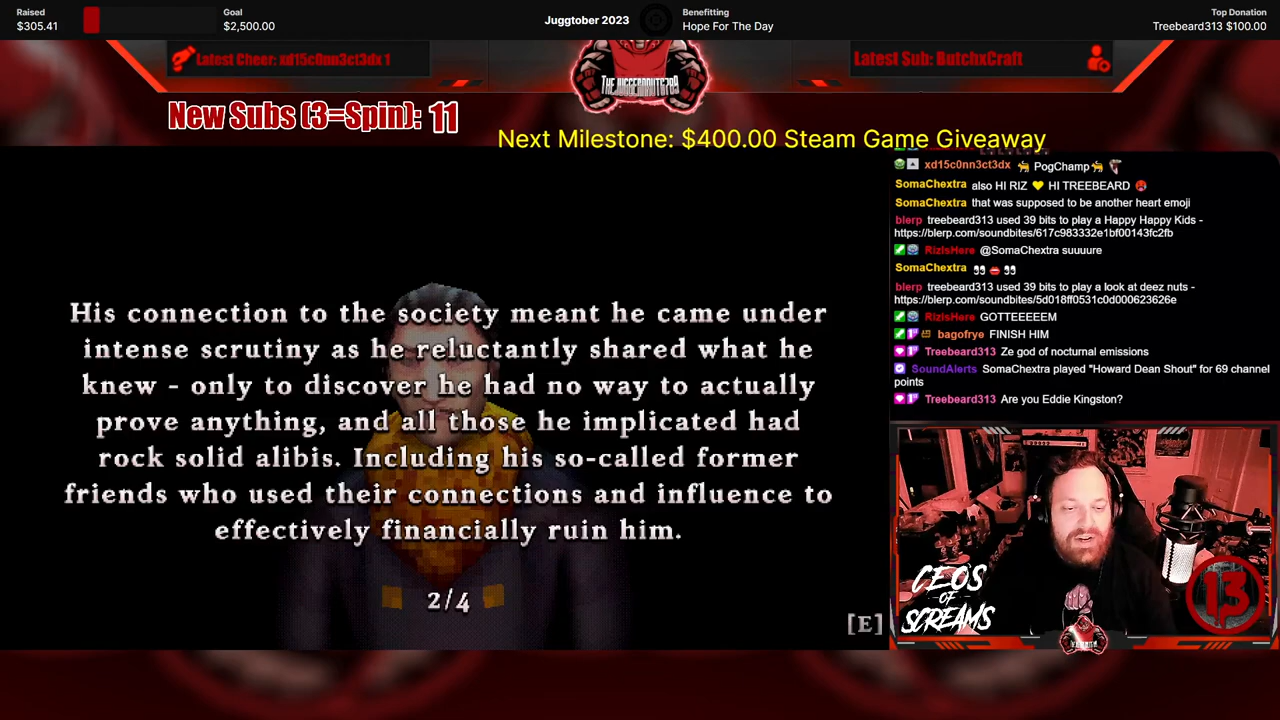 Raised
$305.41
Goal
$2,500.00
Juggtober 2023
Benefitting
Hope For The Day
Top Donation
Treebeard313 $100.00
Latest Cheer: xd15c0nn3ct3dx 1
THEJUGGERNAUT6789
Latest Sub: ButchxCraft
New Subs (3=Spin): 11
Next Milestone: $400.00 Steam Game Giveaway
xd15c0nn3ct3dx PogChamp
SomaChextra also HI RIZ 💛 HI TREEBEARD
SomaChextra that was supposed to be another heart emoji
blerp treebeard313 used 39 bits to play a Happy Happy Kids -
https://blerp.com/soundbites/617c983332e1bf00143fc2fb
RizIsHere @SomaChextra suuuure
SomaChextra 👀 👄 👀
blerp treebeard313 used 39 bits to play a look at deez nuts -
https://blerp.com/soundbites/5d018ff0531c0d000623626e
RizIsHere GOTTEEEEEM
bagofrye FINISH HIM
Treebeard313 Ze god of nocturnal emissions
SoundAlerts SomaChextra played "Howard Dean Shout" for 69 channel
points
Treebeard313 Are you Eddie Kingston?
His connection to the society meant he came under
intense scrutiny as he reluctantly shared what he
knew - only to discover he had no way to actually
prove anything, and all those he implicated had
rock solid alibis. Including his so-called former
friends who used their connections and influence to
effectively financially ruin him.
2/4
[E]
CEO'S
OF
SCREAMS
13